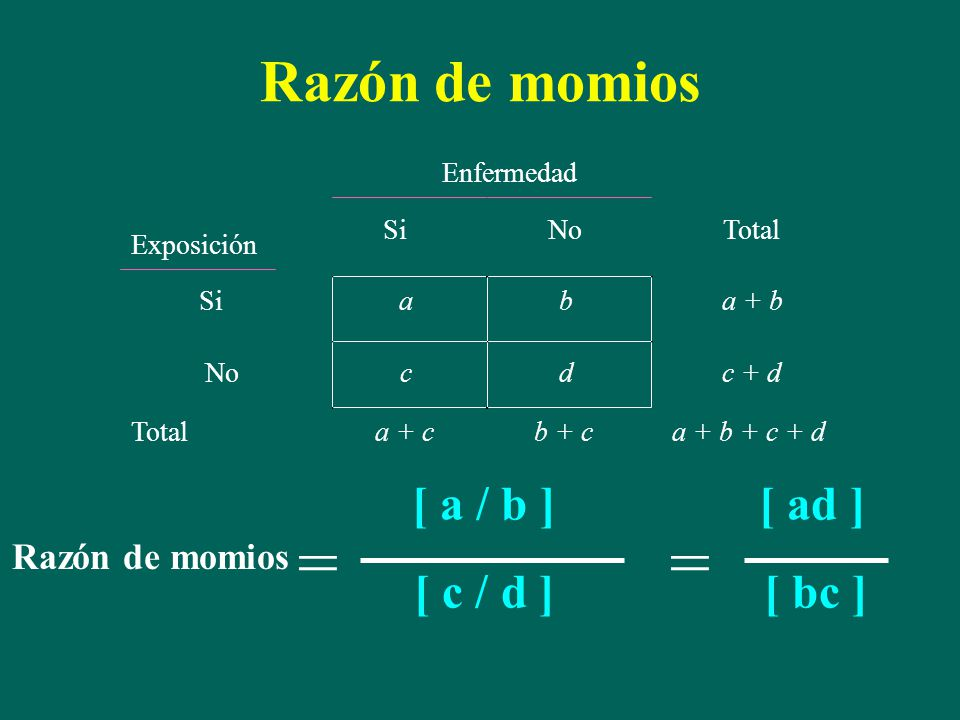 Razón de momios
Enfermedad
Si No Total
Exposición
Si a b a + b
No c d c + d
Total a + c b + c a + b + c + d
[ a / b ] [ ad ]
Razón de momios = =
[ c / d ] [ bc ]